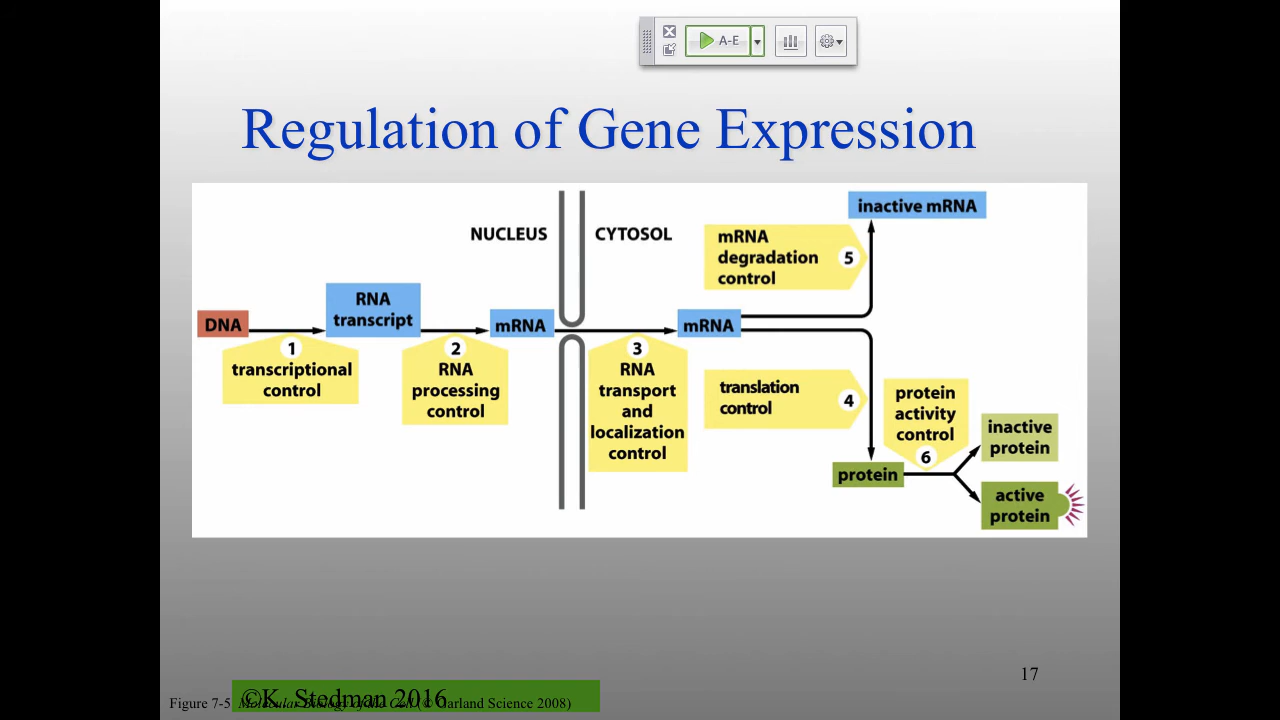 A-E
Regulation of Gene Expression
inactive mRNA
NUCLEUS
CYTOSOL
mRNA
degradation
control
5
DNA
RNA
transcript
mRNA
mRNA
1
transcriptional
control
2
RNA
processing
control
3
RNA
transport
and
localization
control
translation
control
4
protein
activity
control
6
protein
inactive
protein
active
protein
17
©K. Stedman 2016
Figure 7-5 Molecular Biology of the Cell (© Garland Science 2008)